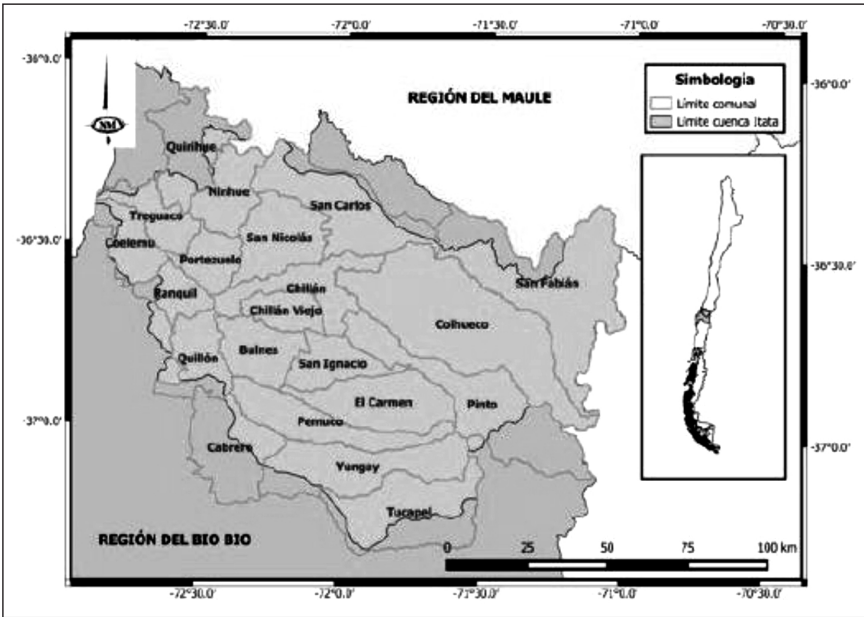 -72°30.0'
-72°0.0'
-71°30.0'
-71°0.0'
-70°30.0'
-36°0.0'
-36°0.0'
NM
REGIÓN DEL MAULE
Simbología
Límite comunal
Límite cuenca Itata
Quirihue
Ninhue
San Carlos
Treguaco
Coelemu
San Nicolás
Portezuelo
-36°30.0'
-36°30.0'
San Fabiás
Ranquil
Chillán
Chillán Viejo
Colhueco
Quillón
Balnes
San Ignacio
El Carmen
Pinto
Pemuco
-37°0.0'
-37°0.0'
Cabrero
Yungay
Tucapel
REGIÓN DEL BIO BIO
0 25 50 75 100 km
-72°30.0'
-72°0.0'
-71°30.0'
-71°0.0'
-70°30.0'